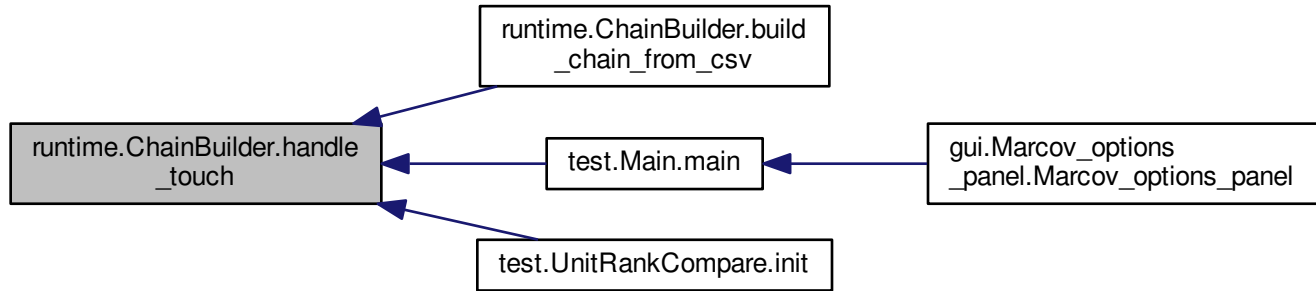 runtime.ChainBuilder.build
_chain_from_csv
runtime.ChainBuilder.handle
_touch
test.Main.main
gui.Marcov_options
_panel.Marcov_options_panel
test.UnitRankCompare.init